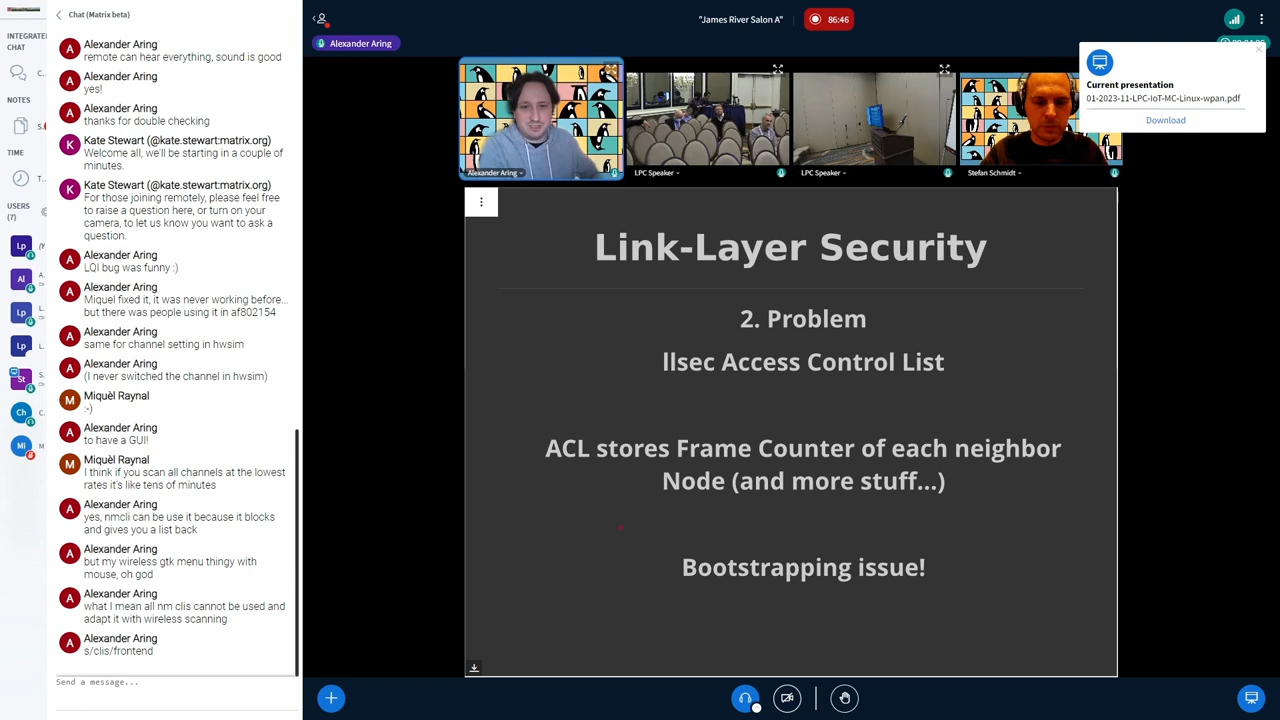 INTEGRATE
CHAT
C..
NOTES
S.
TIME
T..
USERS
(7)
Lp
Al
Lp
Lp
St
Ch
Mi
(M
A.
L.
L.
S.
C
M
Chat (Matrix beta)
A
Alexander Aring
remote can hear everything, sound is good
A
Alexander Aring
yes!
A
Alexander Aring
thanks for double checking
K
Kate Stewart (@kate.stewart:matrix.org)
Welcome all, we'll be starting in a couple of
minutes.
K
Kate Stewart (@kate.stewart:matrix.org)
For those joining remotely, please feel free
to raise a question here, or turn on your
camera, to let us know you want to ask a
question.
A
Alexander Aring
LQI bug was funny :)
A
Alexander Aring
Miquel fixed it, it was never working before...
but there was people using it in af802154
A
Alexander Aring
same for channel setting in hwsim
A
Alexander Aring
(I never switched the channel in hwsim)
M
Miquèl Raynal
:-)
A
Alexander Aring
to have a GUI!
M
Miquèl Raynal
I think if you scan all channels at the lowest
rates it's like tens of minutes
A
Alexander Aring
yes, nmcli can be use it because it blocks
and gives you a list back
A
Alexander Aring
but my wireless gtk menu thingy with
mouse, oh god
A
Alexander Aring
what I mean all nm clis cannot be used and
adapt it with wireless scanning
A
Alexander Aring
s/clis/frontend
Send a message...
"James River Salon A"
86:46
Alexander Aring
Alexander Aring
LPC Speaker
LPC Speaker
Stefan Schmidt
Current presentation
01-2023-11-LPC-IoT-MC-Linux-wpan.pdf
Download
Link-Layer Security
2. Problem
llsec Access Control List
ACL stores Frame Counter of each neighbor
Node (and more stuff...)
Bootstrapping issue!